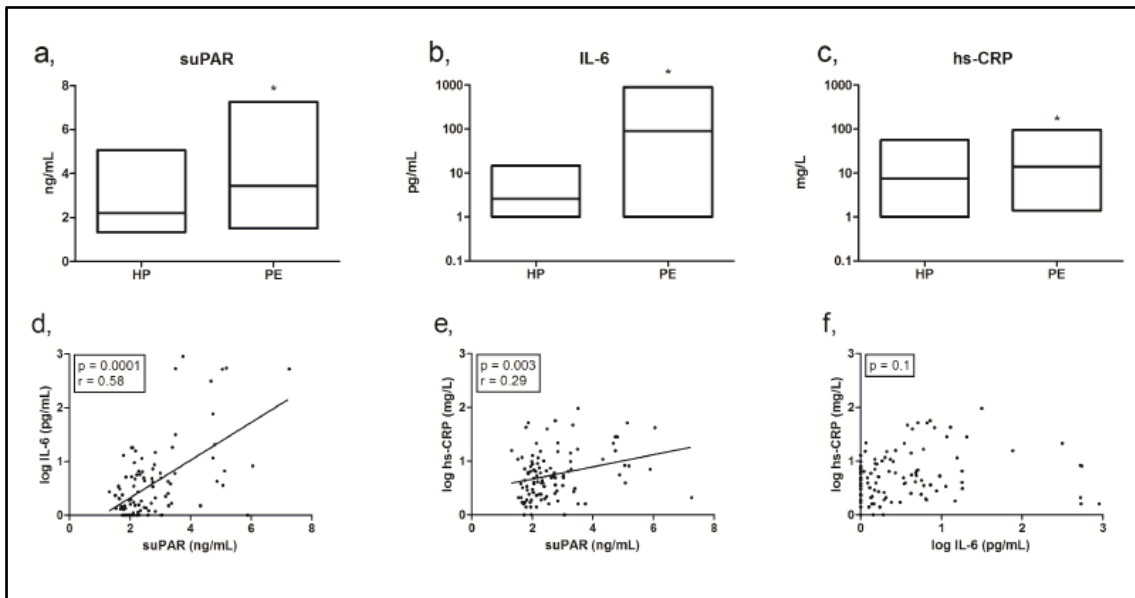 a,
suPAR
ng/mL
8
6
4
2
0
*
HP
PE
b,
IL-6
pg/mL
1000
100
10
1
0.1
*
HP
PE
c,
hs-CRP
mg/L
1000
100
10
1
0.1
*
HP
PE
d,
p = 0.0001
r = 0.58
log IL-6 (pg/mL)
3
2
1
0
0
2
4
6
8
suPAR (ng/mL)
e,
p = 0.003
r = 0.29
log hs-CRP (mg/L)
3
2
1
0
0
2
4
6
8
suPAR (ng/mL)
f,
p = 0.1
log hs-CRP (mg/L)
3
2
1
0
0
1
2
3
log IL-6 (pg/mL)